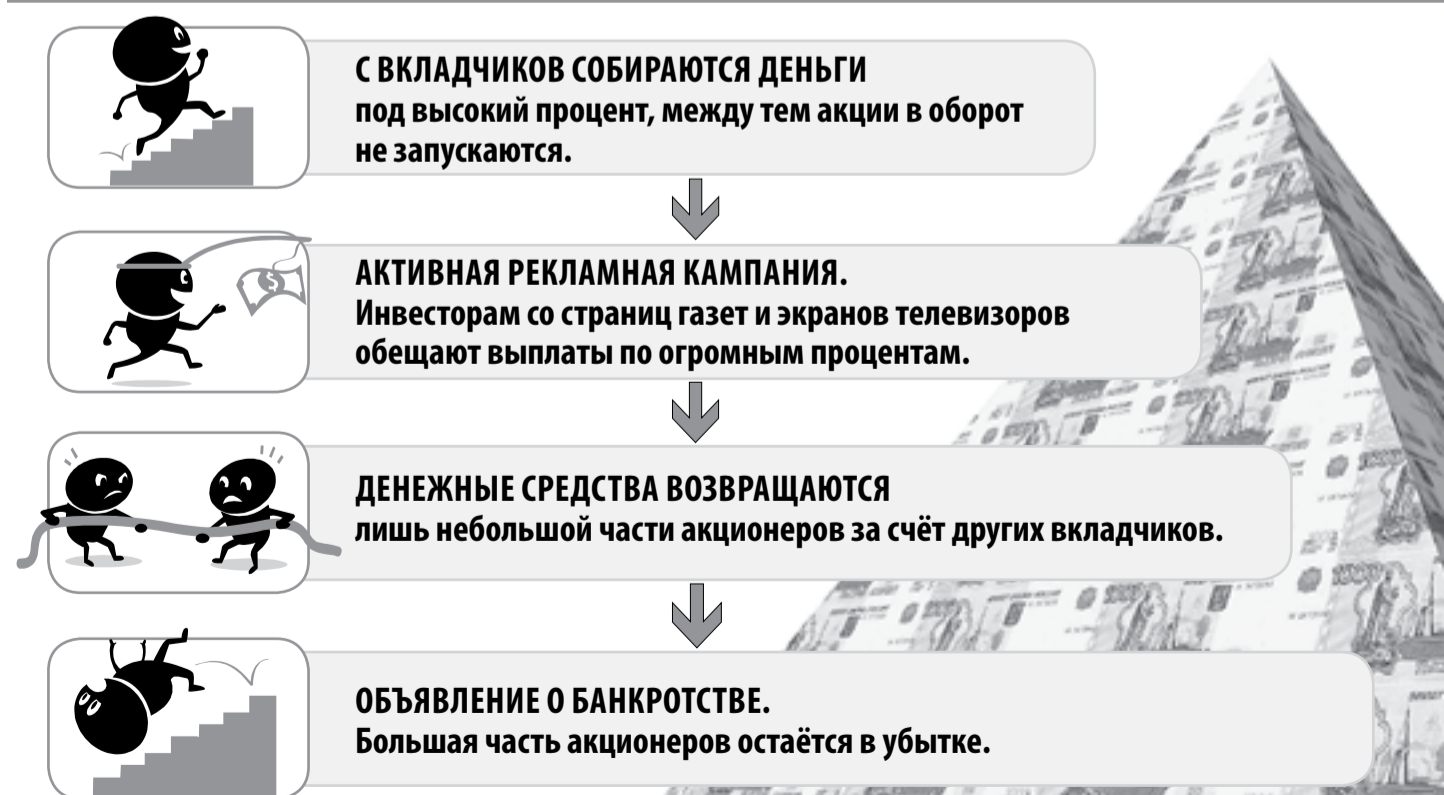 С ВКЛАДЧИКОВ СОБИРАЮТСЯ ДЕНЬГИ
под высокий процент, между тем акции в оборот
не запускаются.
АКТИВНАЯ РЕКЛАМНАЯ КАМПАНИЯ.
Инвесторам со страниц газет и экранов телевизоров
обещают выплаты по огромным процентам.
ДЕНЕЖНЫЕ СРЕДСТВА ВОЗВРАЩАЮТСЯ
лишь небольшой части акционеров за счёт других вкладчиков.
ОБЪЯВЛЕНИЕ О БАНКРОТСТВЕ.
Большая часть акционеров остаётся в убытке.